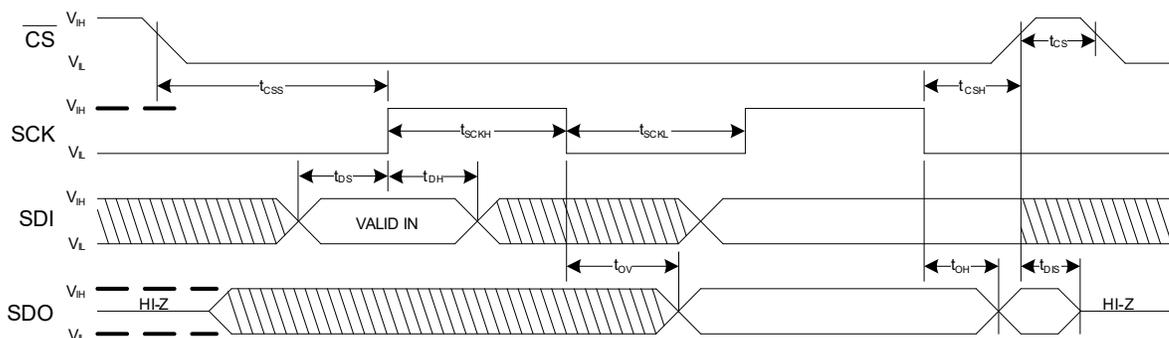 CS
VIH
VIL
tCS
tCSS
tCSH
SCK
VIH
VIL
tSCKH
tSCKL
tDS
tDH
SDI
VIH
VIL
VALID IN
tOV
tOH
tDIS
SDO
VIH
HI-Z
HI-Z